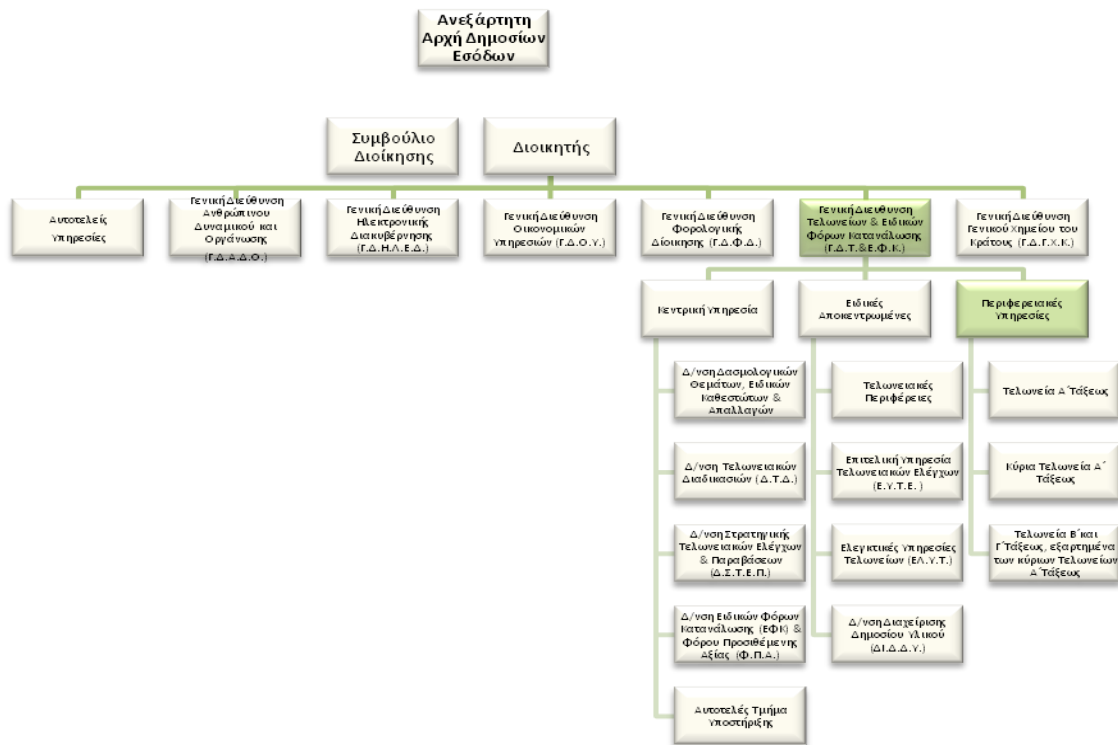 Ανεξάρτητη
Αρχή Δημοσίων
Εσόδων
Συμβούλιο
Διοίκησης
Διοικητής
Αυτοτελείς
Υπηρεσίες
Γενική Διεύθυνση
Ανθρώπινου
Δυναμικού και
Οργάνωσης
(Γ.Δ.Α.Δ.Ο.)
Γενική Διεύθυνση
Ηλεκτρονικής
Διακυβέρνησης
(Γ.Δ.Η.Λ.Ε.Δ.)
Γενική Διεύθυνση
Οικονομικών
Υπηρεσιών (Γ.Δ.Ο.Υ.)
Γενική Διεύθυνση
Φορολογικής
Δίοικησης (Γ.Δ.Φ.Δ.)
Γενική Διευθυνση
Τελωνείων & Ειδικών
Φόρων Κατανάλωσης
(Γ.Δ.Τ.&Ε.Φ.Κ.)
Γενική Διεύθυνση
Γενικού Χημείου του
Κράτους (Γ.Δ.Γ.Χ.Κ.)
Κεντρική Υπηρεσία
Ειδικές
Αποκεντρωμένες
Περιφερειακές
Υπηρεσίες
Δ/νση Δασμολογικών
Θεμάτων, Ειδικών
Καθεστώτων &
Απαλλαγών
Δ/νση Τελωνειακών
Διαδικασιών (Δ.Τ.Δ.)
Δ/νση Στρατηγικής
Τελωνειακών Ελέγχων
& Παραβάσεων
(Δ.Σ.Τ.Ε.Π.)
Δ/νση Ειδικών Φόρων
Κατανάλωσης (ΕΦΚ) &
Φόρου Προσιθέμενης
Αξίας (Φ.Π.Α.)
Αυτοτελές Τμήμα
Υποστήριξης
Τελωνειακές
Περιφέρειες
Επιτελική Υπηρεσία
Τελωνειακών Ελέγχων
(Ε.Υ.Τ.Ε. )
Ελεγκτικές Υπηρεσίες
Τελωνείων (ΕΛ.Υ.Τ.)
Δ/νση Διαχείρισης
Δημοσίου Υλικού
(ΔΙ.Δ.Δ.Υ.)
Τελωνεία Α΄Τάξεως
Κύρια Τελωνεία Α΄
Τάξεως
Τελωνεία Β΄και
Γ΄Τάξεως, εξαρτημένα
των κύριων Τελωνείων
Α΄Τάξεως